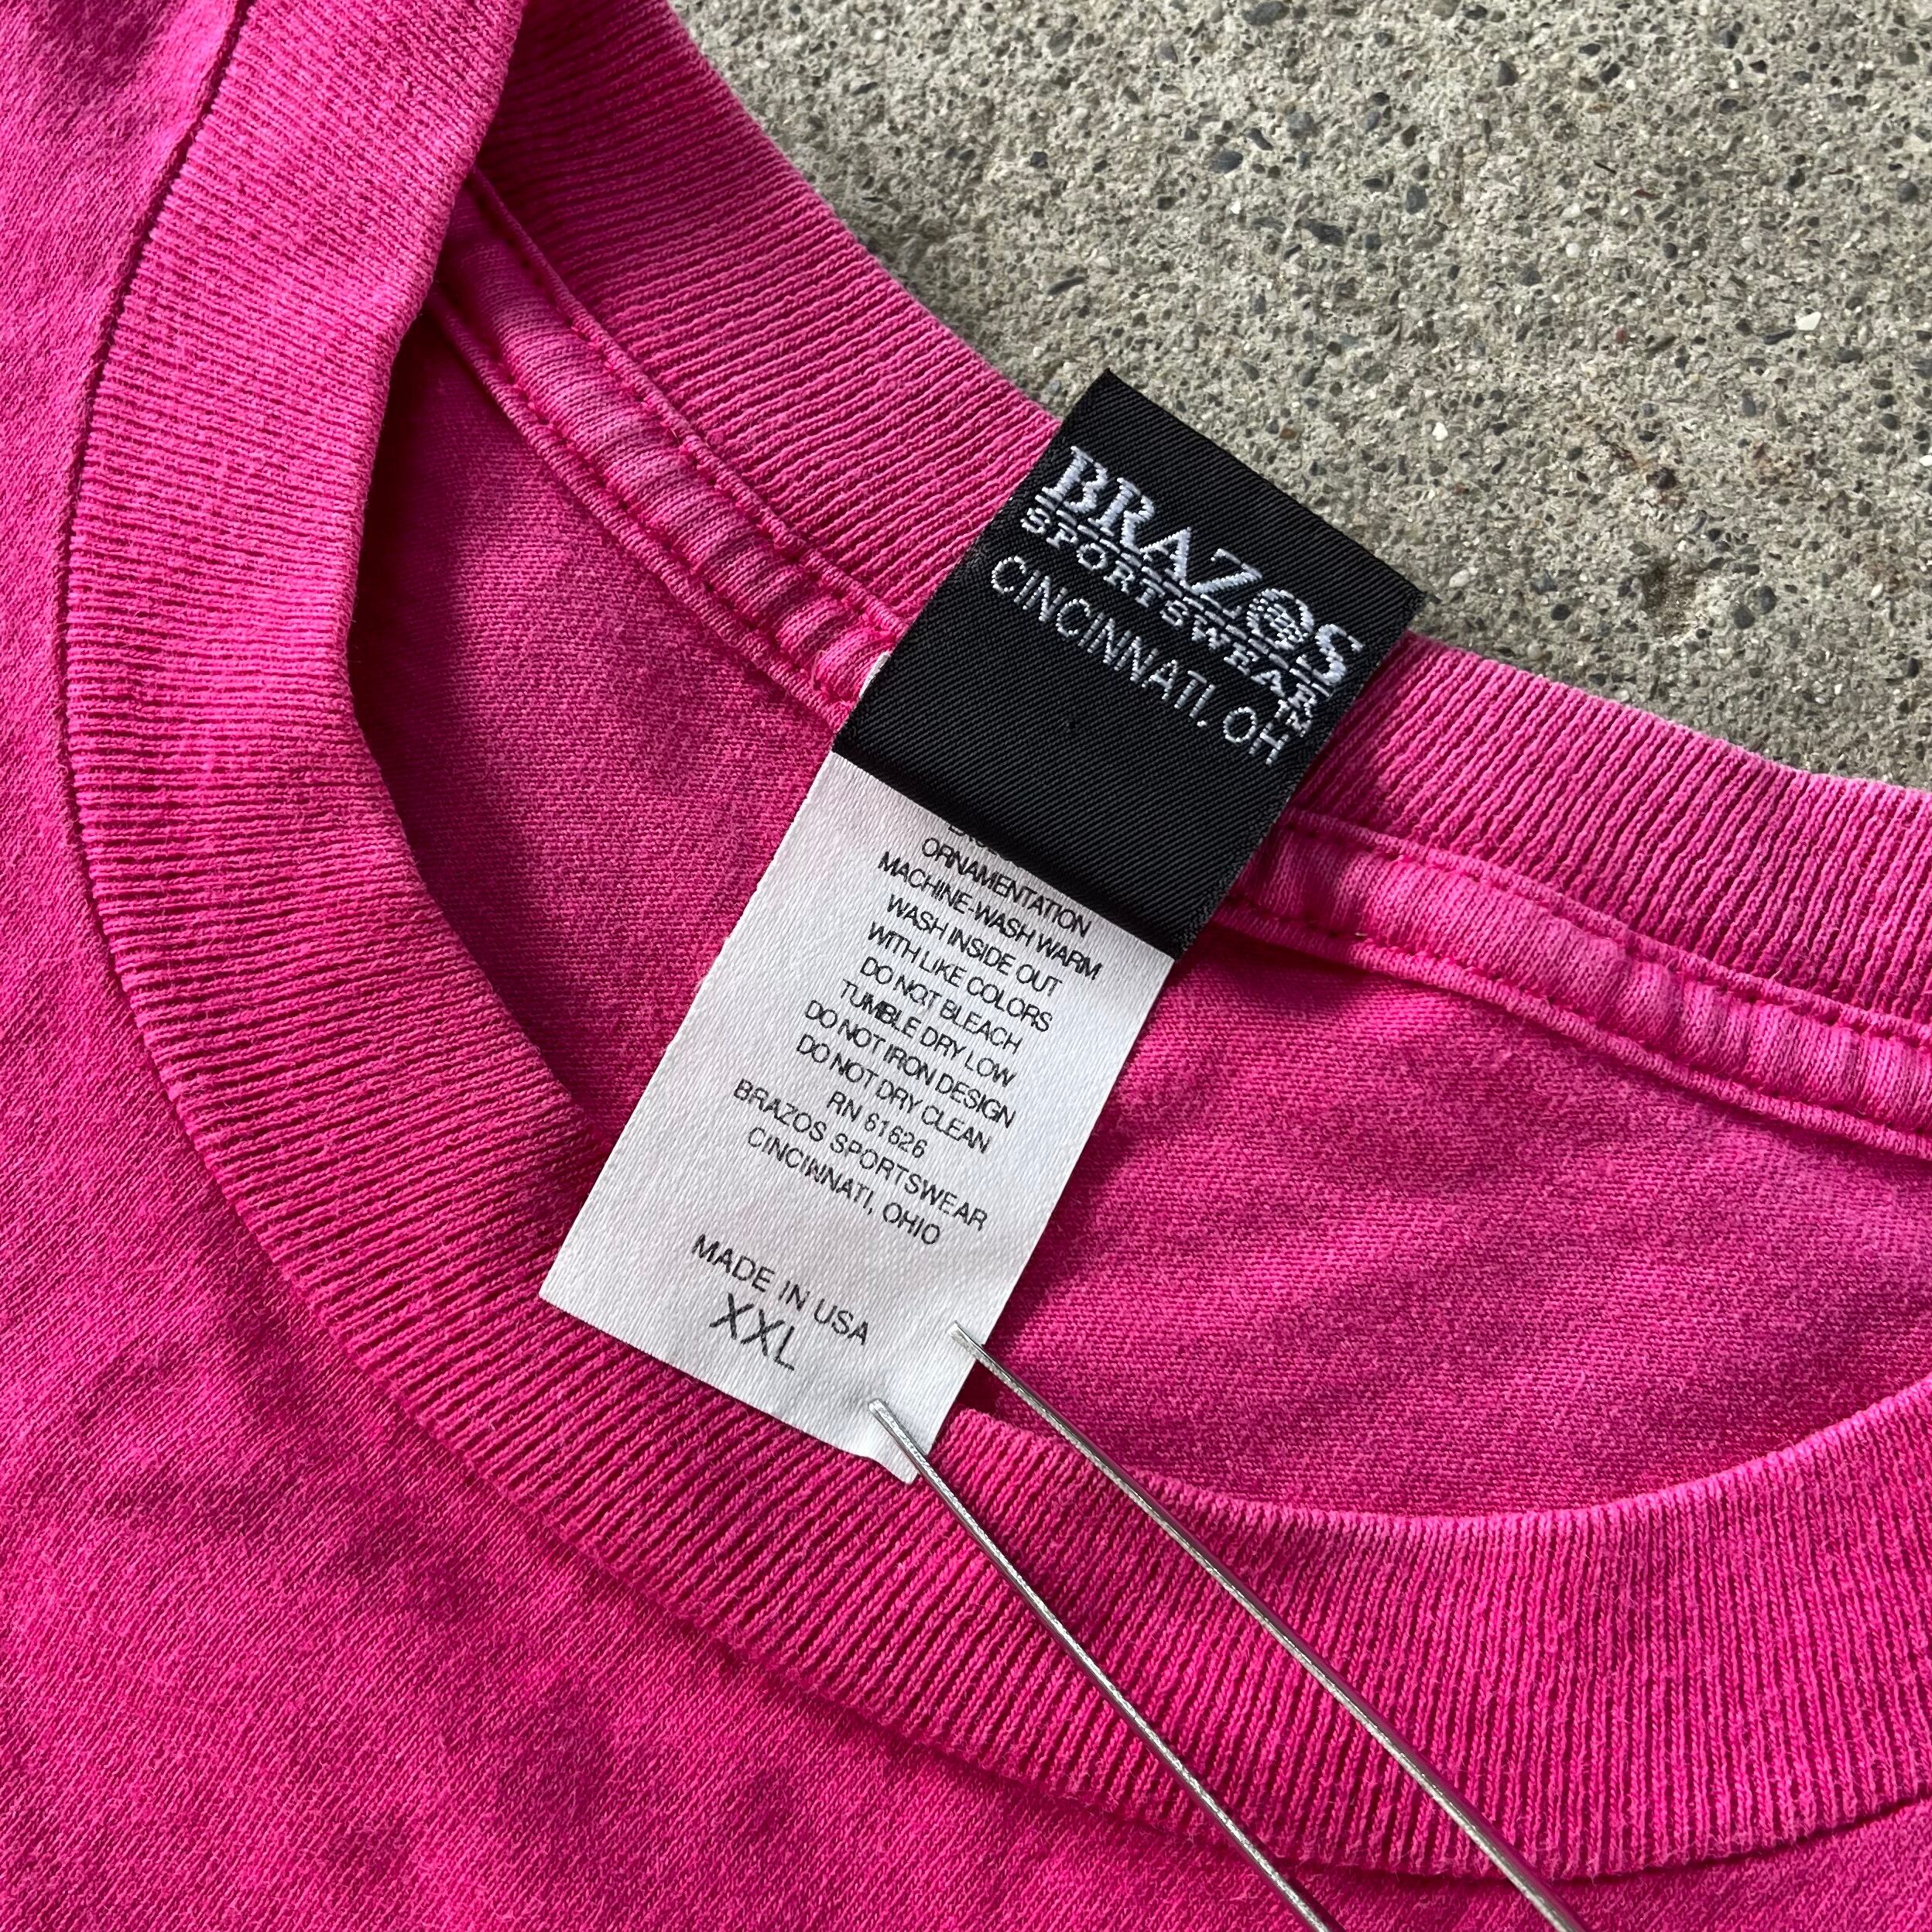 BRAZOS
SPORTSWEAR™
CINCINNATI, OH
ORNAMENTATION
MACHINE-WASH WARM
WASH INSIDE OUT
WITH LIKE COLORS
DO NOT BLEACH
TUMBLE DRY LOW
DO NOT IRON DESIGN
DO NOT DRY CLEAN
RN 61626
BRAZOS SPORTSWEAR
CINCINNATI, OHIO
MADE IN USA
XXL